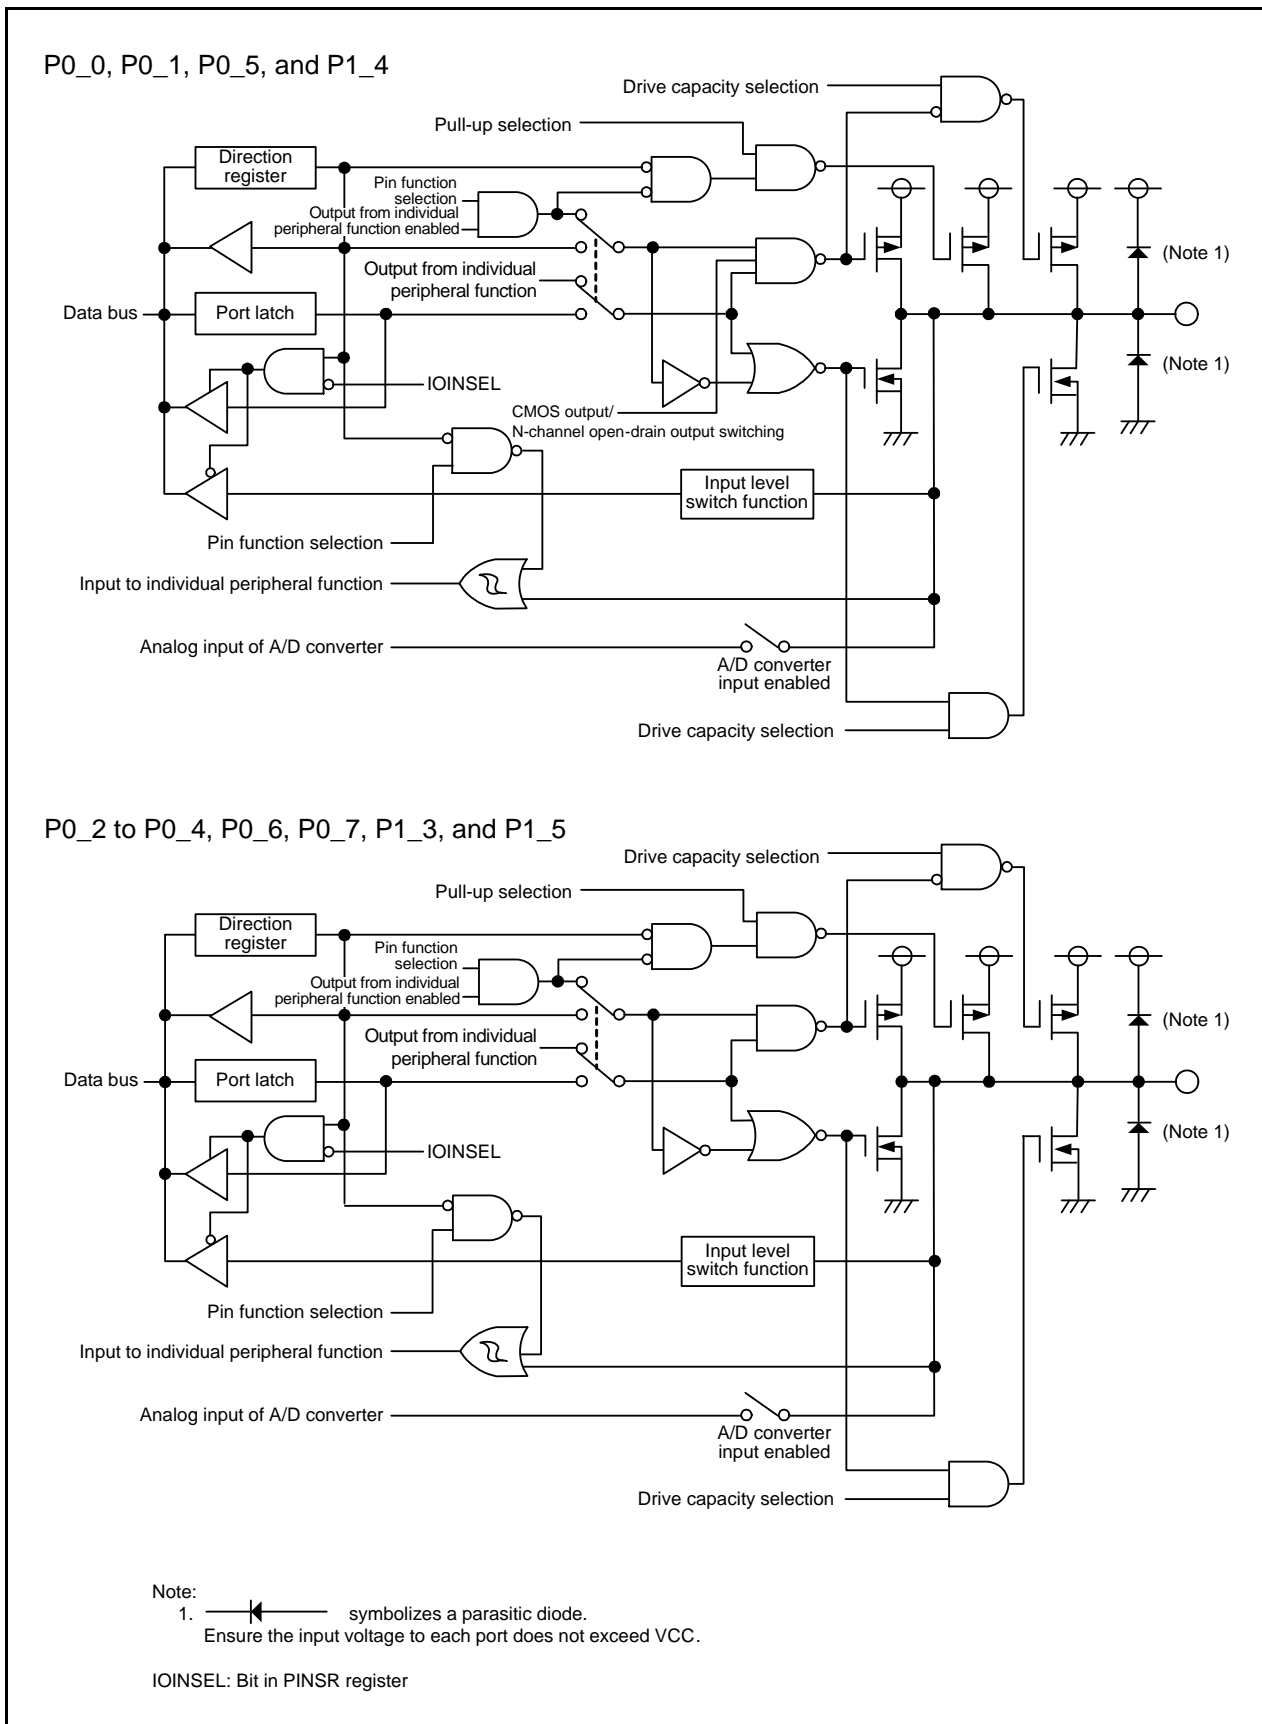 P0_0, P0_1, P0_5, and P1_4
Drive capacity selection
Pull-up selection
Direction
register
Pin function
selection
Output from individual
peripheral function enabled
(Note 1)
Output from individual
peripheral function
Data bus
Port latch
(Note 1)
IOINSEL
CMOS output/
N-channel open-drain output switching
Input level
switch function
Pin function selection
Input to individual peripheral function
Analog input of A/D converter
A/D converter
input enabled
Drive capacity selection
P0_2 to P0_4, P0_6, P0_7, P1_3, and P1_5
Drive capacity selection
Pull-up selection
Direction
register
Pin function
selection
Output from individual
peripheral function enabled
(Note 1)
Output from individual
peripheral function
Data bus
Port latch
(Note 1)
IOINSEL
Input level
switch function
Pin function selection
Input to individual peripheral function
Analog input of A/D converter
A/D converter
input enabled
Drive capacity selection
Note:
1. symbolizes a parasitic diode.
Ensure the input voltage to each port does not exceed VCC.
IOINSEL: Bit in PINSR register